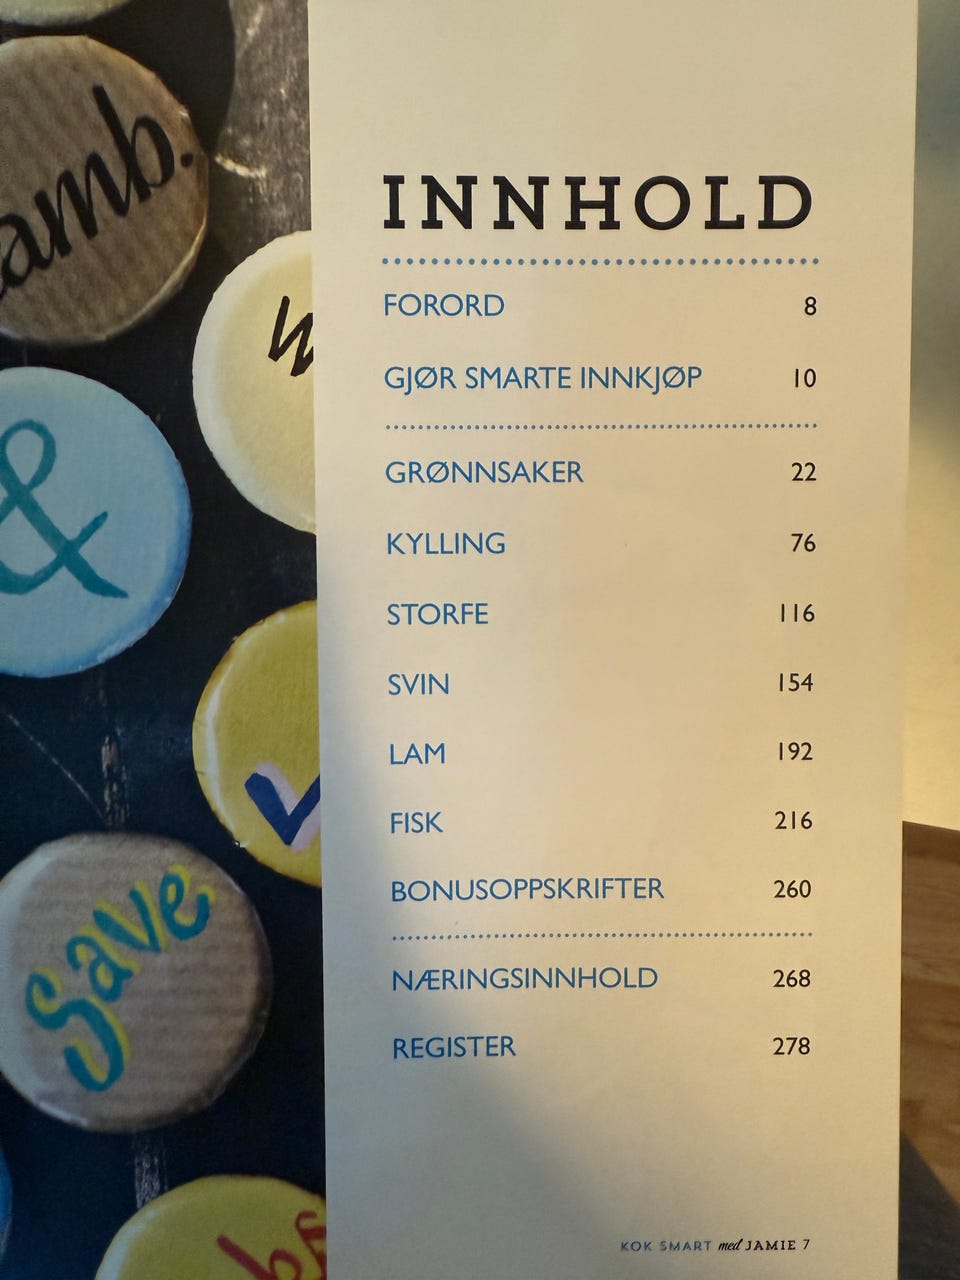 amb.
&
Save
INNHOLD
FORORD 8
GJØR SMARTE INNKJØP 10
GRØNNSAKER 22
KYLLING 76
STORFE 116
SVIN 154
LAM 192
FISK 216
BONUSOPPSKRIFTER 260
NÆRINGSINNHOLD 268
REGISTER 278
KOK SMART med JAMIE 7